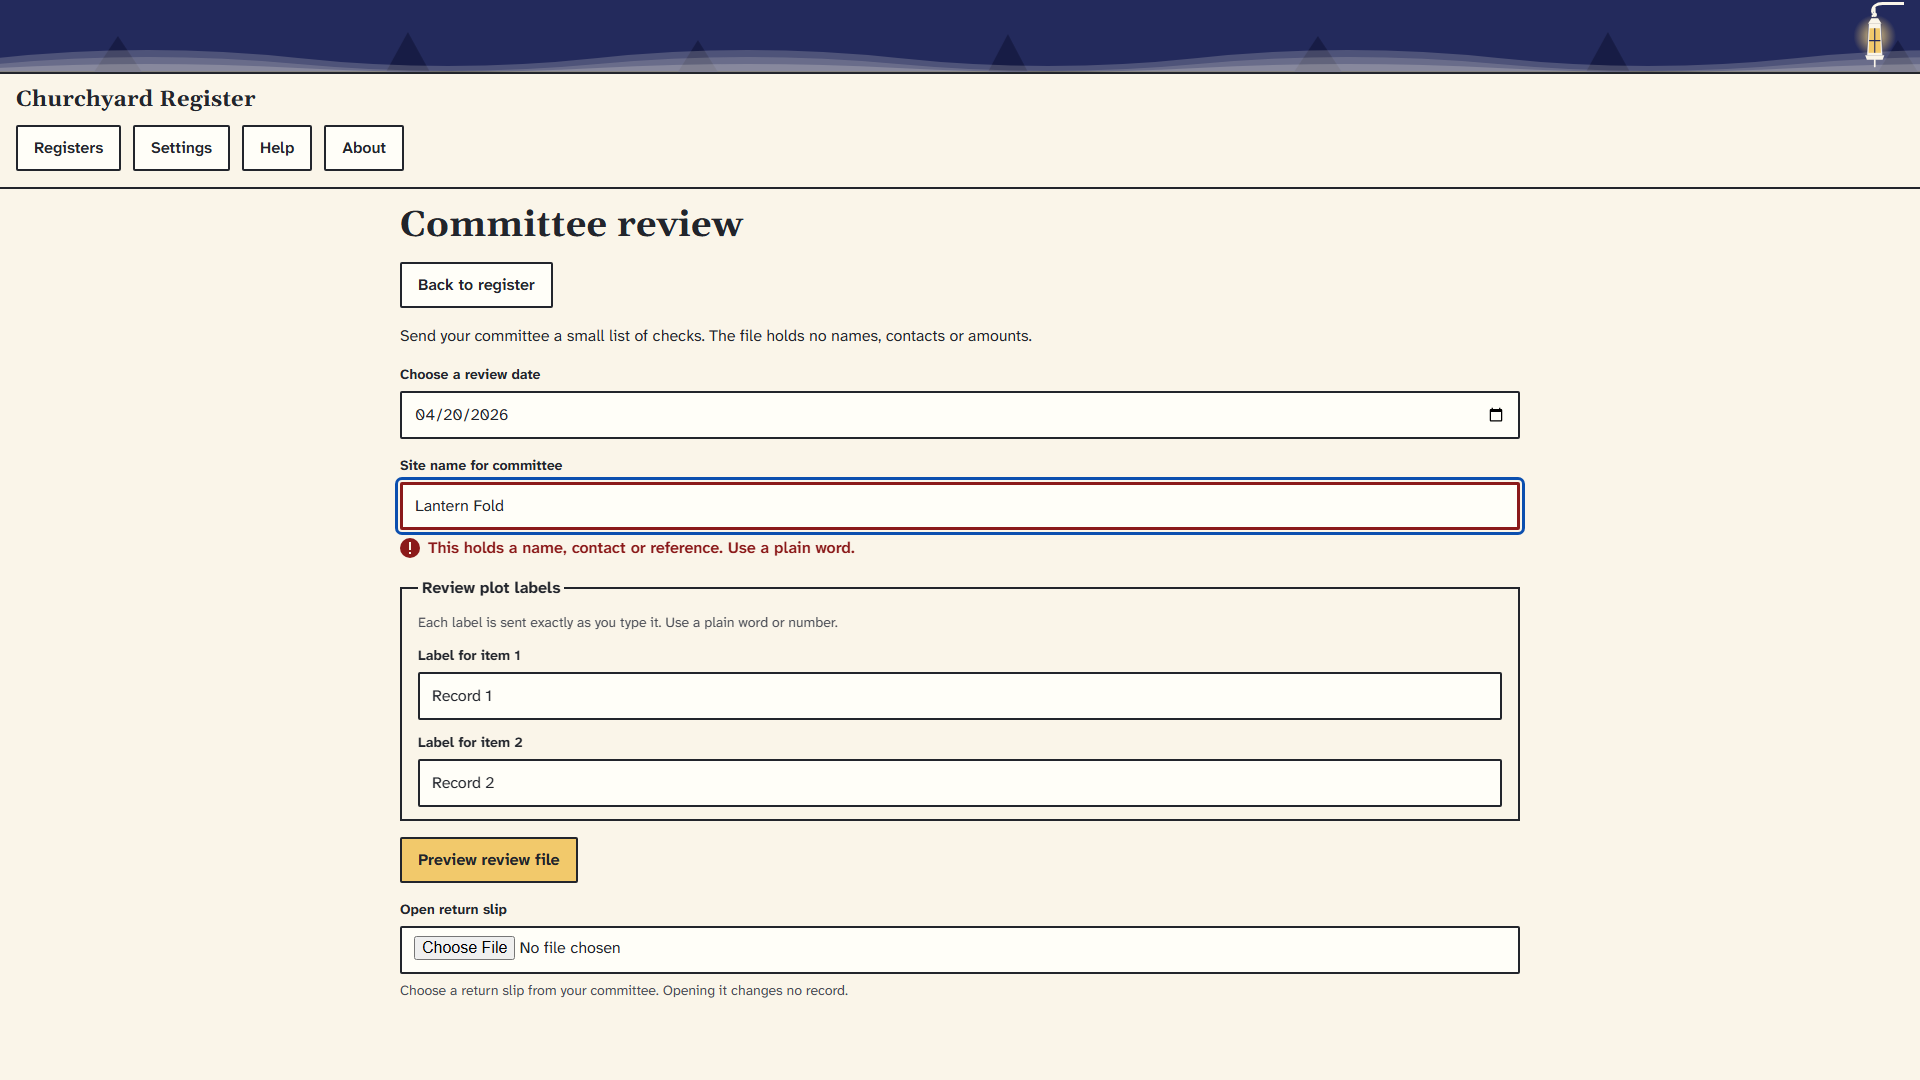 Churchyard Register
Registers
Settings
Help
About
Committee review
Back to register
Send your committee a small list of checks. The file holds no names, contacts or amounts.
Choose a review date
04/20/2026
Site name for committee
Lantern Fold
This holds a name, contact or reference. Use a plain word.
Review plot labels
Each label is sent exactly as you type it. Use a plain word or number.
Label for item 1
Record 1
Label for item 2
Record 2
Preview review file
Open return slip
Choose File No file chosen
Choose a return slip from your committee. Opening it changes no record.